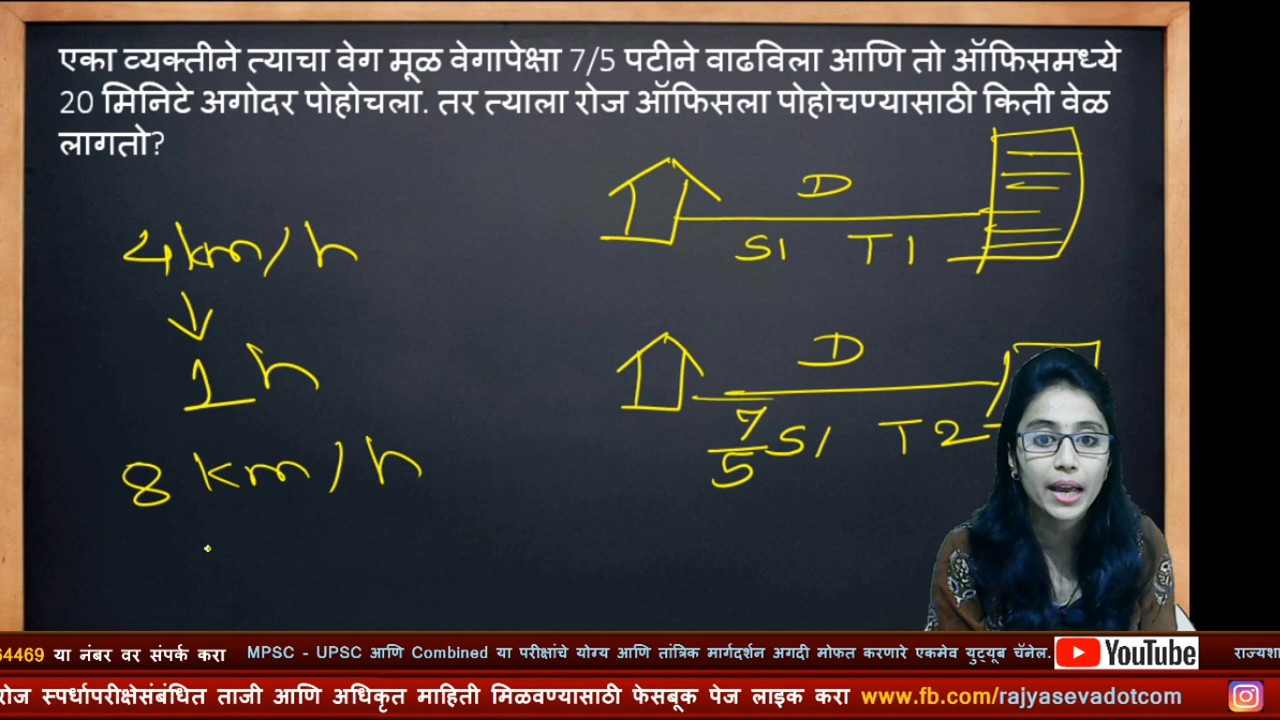 एका व्यक्तीने त्याचा वेग मूळ वेगापेक्षा 7/5 पटीने वाढविला आणि तो ऑफिसमध्ये
20 मिनिटे अगोदर पोहोचला. तर त्याला रोज ऑफिसला पोहोचण्यासाठी किती वेळ
लागतो?
D
S1 T1
4km/h
1h
8 km/h
D
7/5 S1 T2
64469 या नंबर वर संपर्क करा MPSC - UPSC आणि Combined या परीक्षांचे योग्य आणि तांत्रिक मार्गदर्शन अगदी मोफत करणारे एकमेव युट्यूब चॅनेल. YouTube राज्यशा
रोज स्पर्धापरीक्षेसंबंधित ताजी आणि अधिकृत माहिती मिळवण्यासाठी फेसबूक पेज लाइक करा www.fb.com/rajyasevadotcom